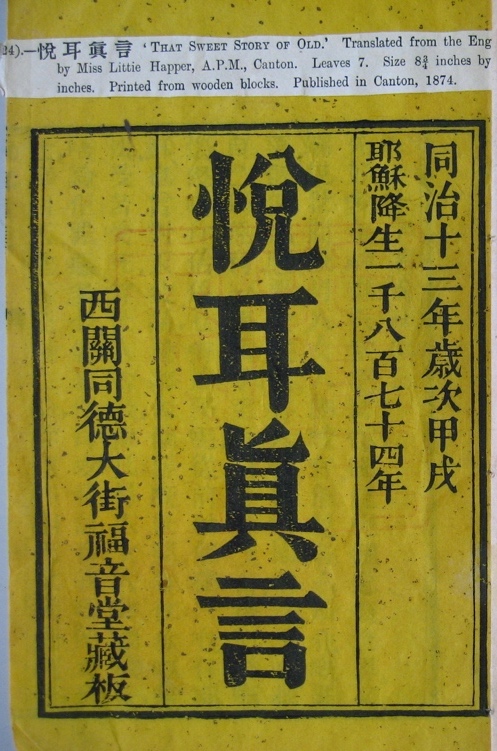 24).—悅耳眞言 ‘THAT SWEET STORY OF OLD.’ Translated from the Eng
by Miss Littie Happer, A.P.M., Canton. Leaves 7. Size 8¾ inches by
inches. Printed from wooden blocks. Published in Canton, 1874.
同治十三年歲次甲戌
耶穌降生一千八百七十四年
悅耳眞言
西關同德大街福音堂藏板